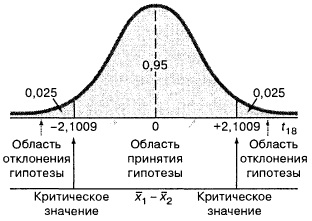 0,95
0,025
0,025
−2,1009
0
+2,1009
t₁₈
Область
отклонения
гипотезы
Область
принятия
гипотезы
Область
отклонения
гипотезы
Критическое
значение
x̅₁ − x̅₂
Критическое
значение